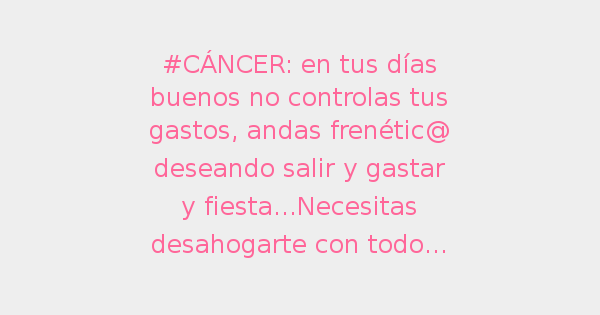 #CÁNCER: en tus días
buenos no controlas tus
gastos, andas frenétic@
deseando salir y gastar
y fiesta...Necesitas
desahogarte con todo...